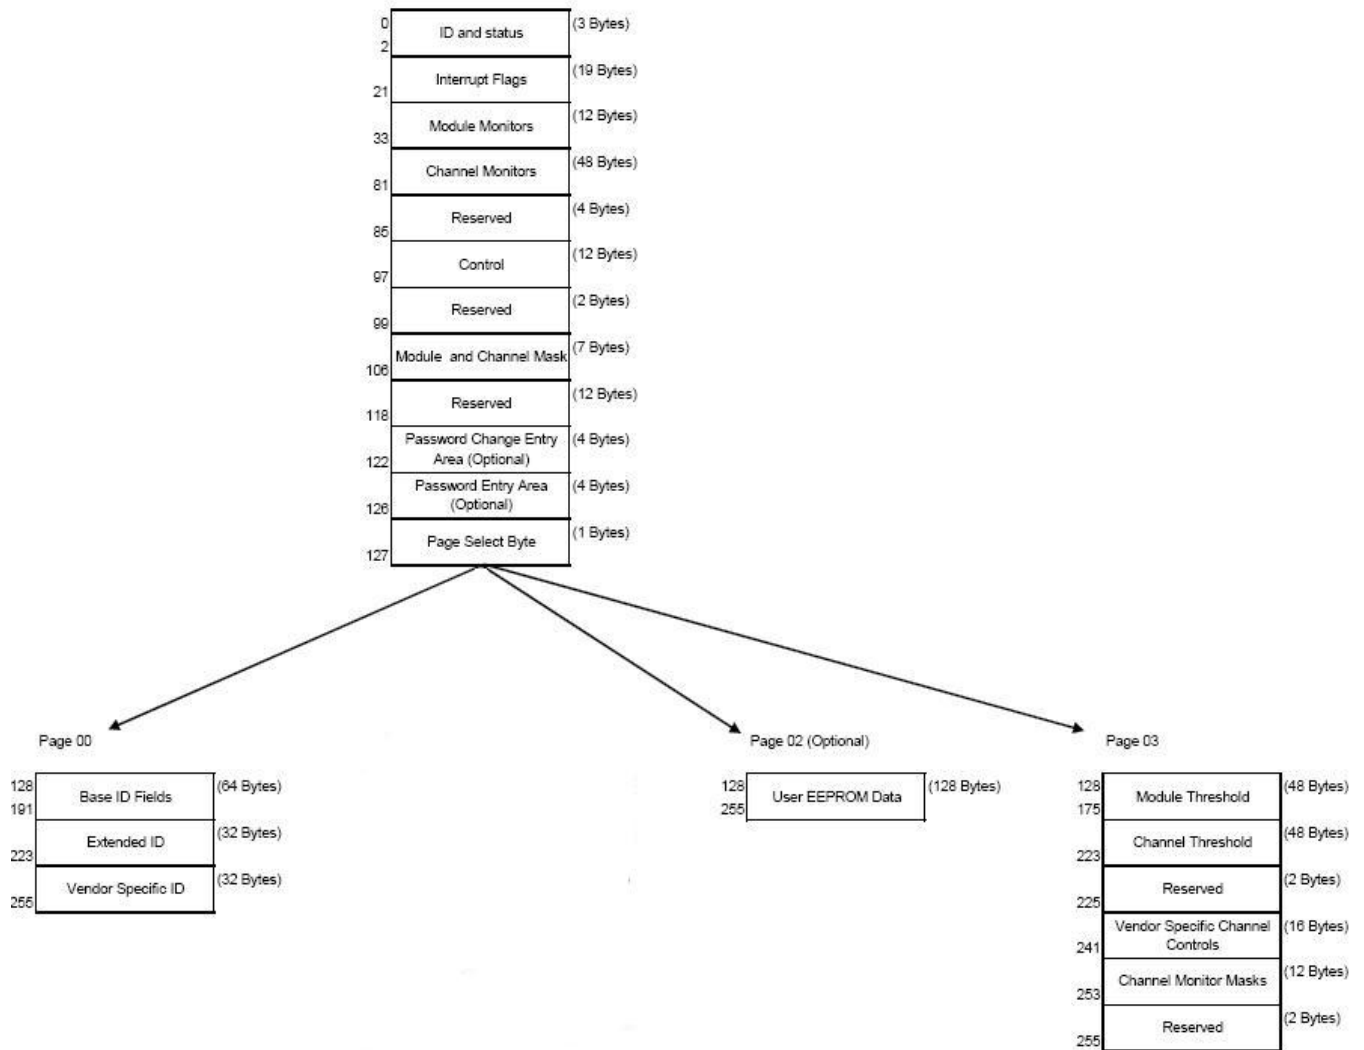 0
ID and status
(3 Bytes)
2
Interrupt Flags
(19 Bytes)
21
Module Monitors
(12 Bytes)
33
Channel Monitors
(48 Bytes)
81
Reserved
(4 Bytes)
85
Control
(12 Bytes)
97
Reserved
(2 Bytes)
99
Module and Channel Mask
(7 Bytes)
106
Reserved
(12 Bytes)
118
Password Change Entry
Area (Optional)
(4 Bytes)
122
Password Entry Area
(Optional)
(4 Bytes)
126
Page Select Byte
(1 Bytes)
127
Page 00
128
Base ID Fields
(64 Bytes)
191
Extended ID
(32 Bytes)
223
Vendor Specific ID
(32 Bytes)
255
Page 02 (Optional)
128
User EEPROM Data
(128 Bytes)
255
Page 03
128
Module Threshold
(48 Bytes)
175
Channel Threshold
(48 Bytes)
223
Reserved
(2 Bytes)
225
Vendor Specific Channel
Controls
(16 Bytes)
241
Channel Monitor Masks
(12 Bytes)
253
Reserved
(2 Bytes)
255